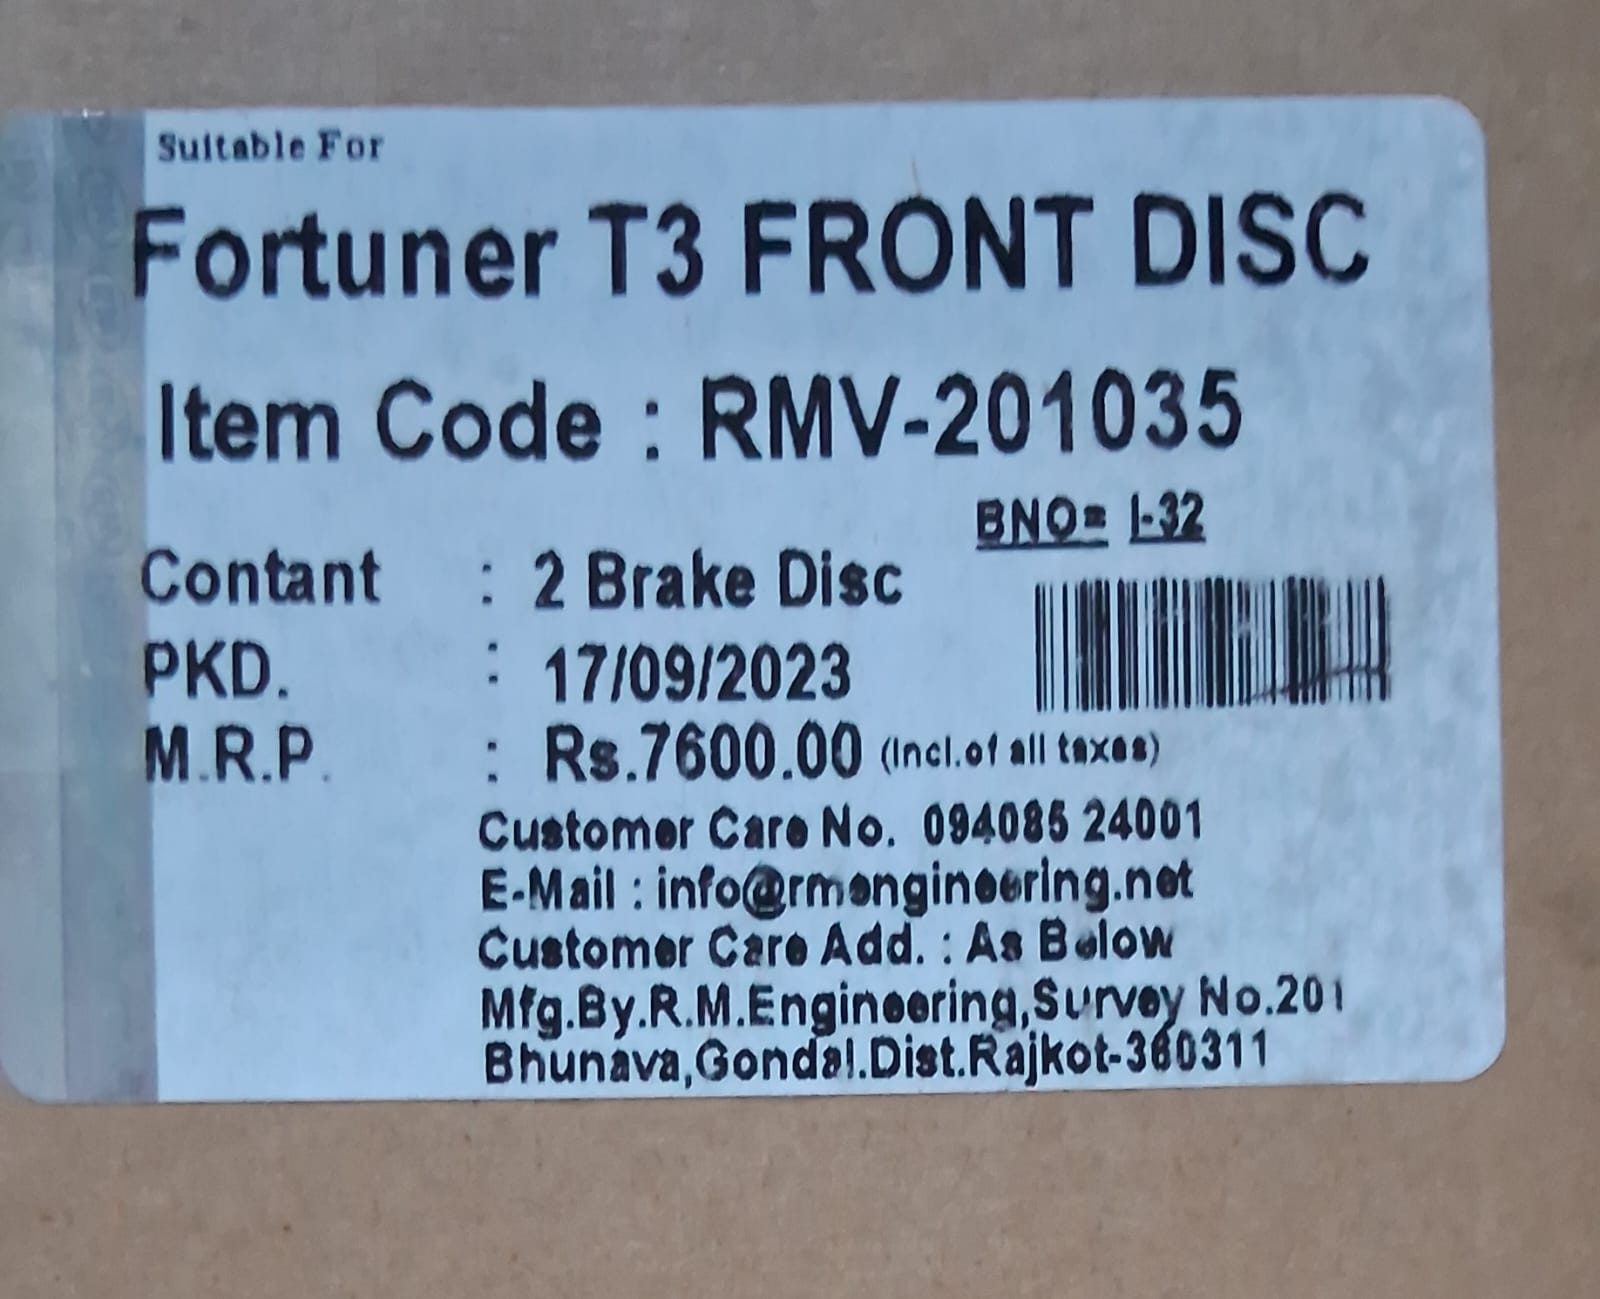 Suitable For
Fortuner T3 FRONT DISC
Item Code : RMV-201035
BNO= I-32
Contant : 2 Brake Disc
PKD. : 17/09/2023
M.R.P. : Rs.7600.00 (Incl.of all taxes)
Customer Care No. 094085 24001
E-Mail : info@rmengineering.net
Customer Care Add. : As Below
Mfg.By.R.M.Engineering,Survey No.201
Bhunava,Gondal.Dist.Rajkot-360311